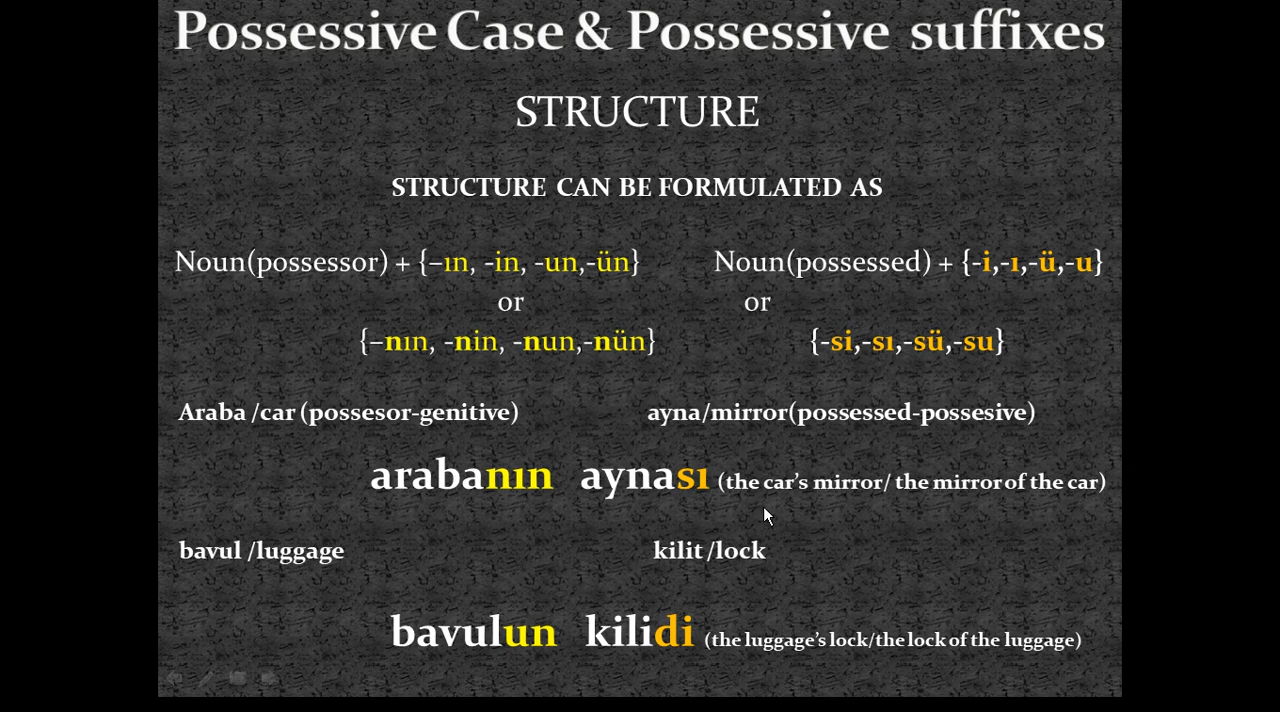 Possessive Case & Possessive suffixes
STRUCTURE
STRUCTURE CAN BE FORMULATED AS
Noun(possessor) + {–ın, -in, -un,-ün} Noun(possessed) + {-i,-ı,-ü,-u}
or or
{–nın, -nin, -nun,-nün} {-si,-sı,-sü,-su}
Araba /car (possesor-genitive) ayna/mirror(possessed-possesive)
arabanın aynası (the car’s mirror/ the mirror of the car)
bavul /luggage kilit /lock
bavulun kilidi (the luggage’s lock/the lock of the luggage)